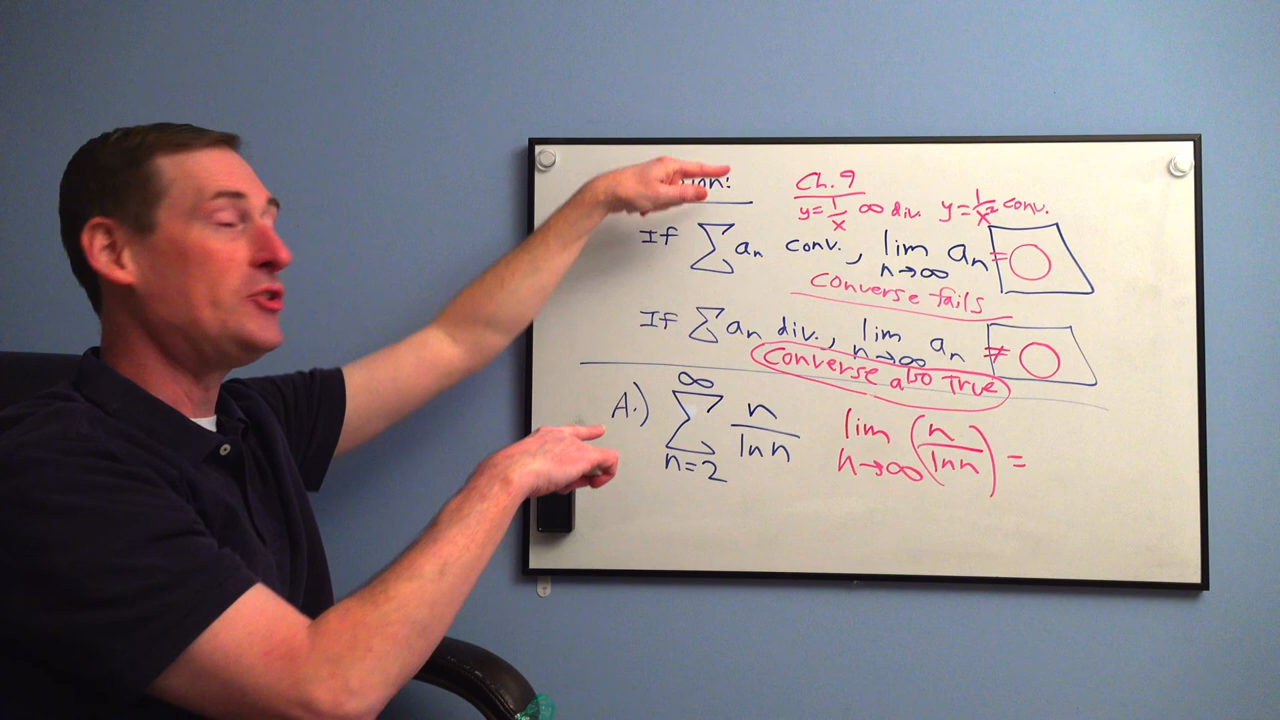 Ch. 9
y = 1/x ∞ div. y = 1/x² conv.
If ∑ aₙ conv., lim n→∞ aₙ = 0
converse fails
If ∑ aₙ div., lim n→∞ aₙ ≠ 0
converse also True
A.) ∑ n=2 ∞ n/ln n lim n→∞ (n/ln n) =